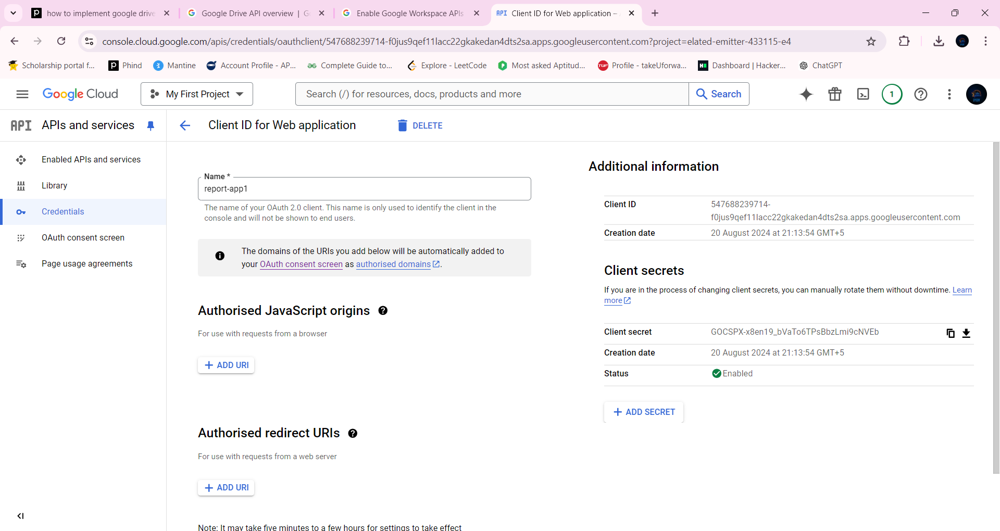 how to implement google drive
Google Drive API overview | G
Enable Google Workspace APIs
API Client ID for Web application –
console.cloud.google.com/apis/credentials/oauthclient/547688239714-f0jus9qef11lacc22gkakedan4dts2sa.apps.googleusercontent.com?project=elated-emitter-433115-e4
Scholarship portal f...
Phind
Mantine
Account Profile - AP...
Complete Guide to...
Explore - LeetCode
Most asked Aptitud...
TUF Profile - takeUforwa...
Dashboard | Hacker...
ChatGPT
Google Cloud
My First Project
Search (/) for resources, docs, products and more
Search
1
API APIs and services
Client ID for Web application
DELETE
Enabled APIs and services
Library
Credentials
OAuth consent screen
Page usage agreements
Name *
report-app1
The name of your OAuth 2.0 client. This name is only used to identify the client in the
console and will not be shown to end users.
The domains of the URIs you add below will be automatically added to
your OAuth consent screen as authorised domains.
Authorised JavaScript origins
For use with requests from a browser
+ ADD URI
Authorised redirect URIs
For use with requests from a web server
+ ADD URI
Note: It may take five minutes to a few hours for settings to take effect
Additional information
Client ID 547688239714-
f0jus9qef11lacc22gkakedan4dts2sa.apps.googleusercontent.com
Creation date 20 August 2024 at 21:13:54 GMT+5
Client secrets
If you are in the process of changing client secrets, you can manually rotate them without downtime. Learn
more
Client secret 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
Creation date 20 August 2024 at 21:13:54 GMT+5
Status Enabled
+ ADD SECRET